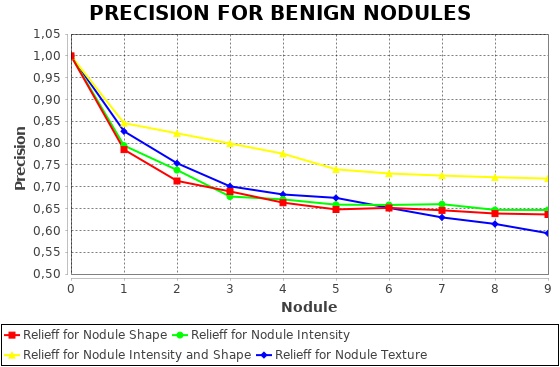 PRECISION FOR BENIGN NODULES
1,05
1,00
0,95
0,90
0,85
0,80
0,75
0,70
0,65
0,60
0,55
0,50
Precision
0 1 2 3 4 5 6 7 8 9
Nodule
Relieff for Nodule Shape Relieff for Nodule Intensity
Relieff for Nodule Intensity and Shape Relieff for Nodule Texture